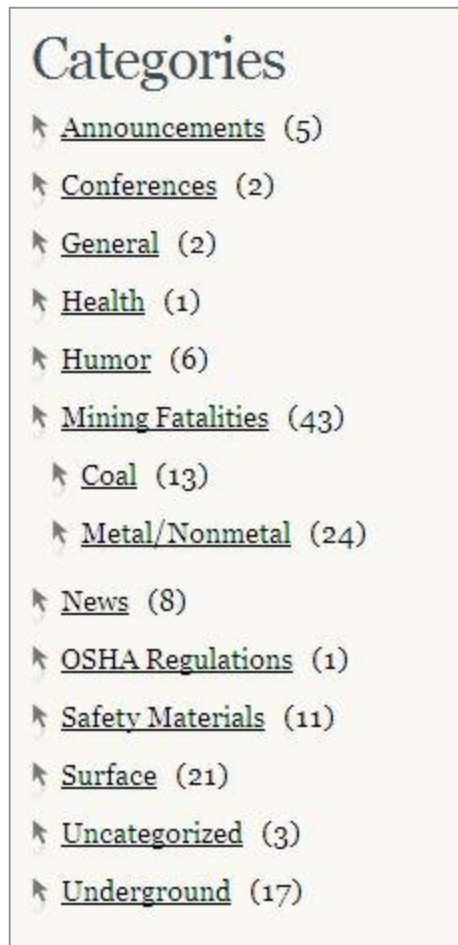 Categories
Announcements (5)
Conferences (2)
General (2)
Health (1)
Humor (6)
Mining Fatalities (43)
Coal (13)
Metal/Nonmetal (24)
News (8)
OSHA Regulations (1)
Safety Materials (11)
Surface (21)
Uncategorized (3)
Underground (17)